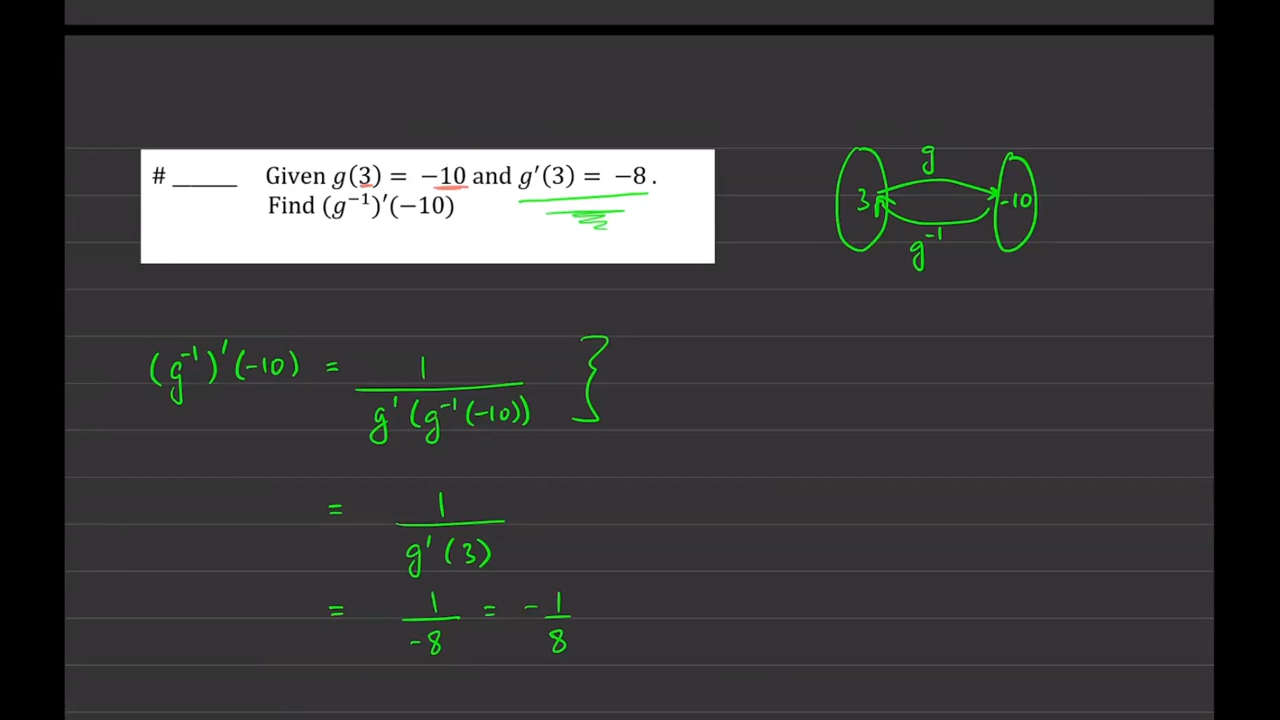 # _____ Given g(3) = −10 and g′(3) = −8 .
Find (g⁻¹)′(−10)
g
3 -10
g⁻¹
(g⁻¹)'(-10) = 1 / g'(g⁻¹(-10)) }
= 1 / g'(3)
= 1 / -8 = - 1 / 8